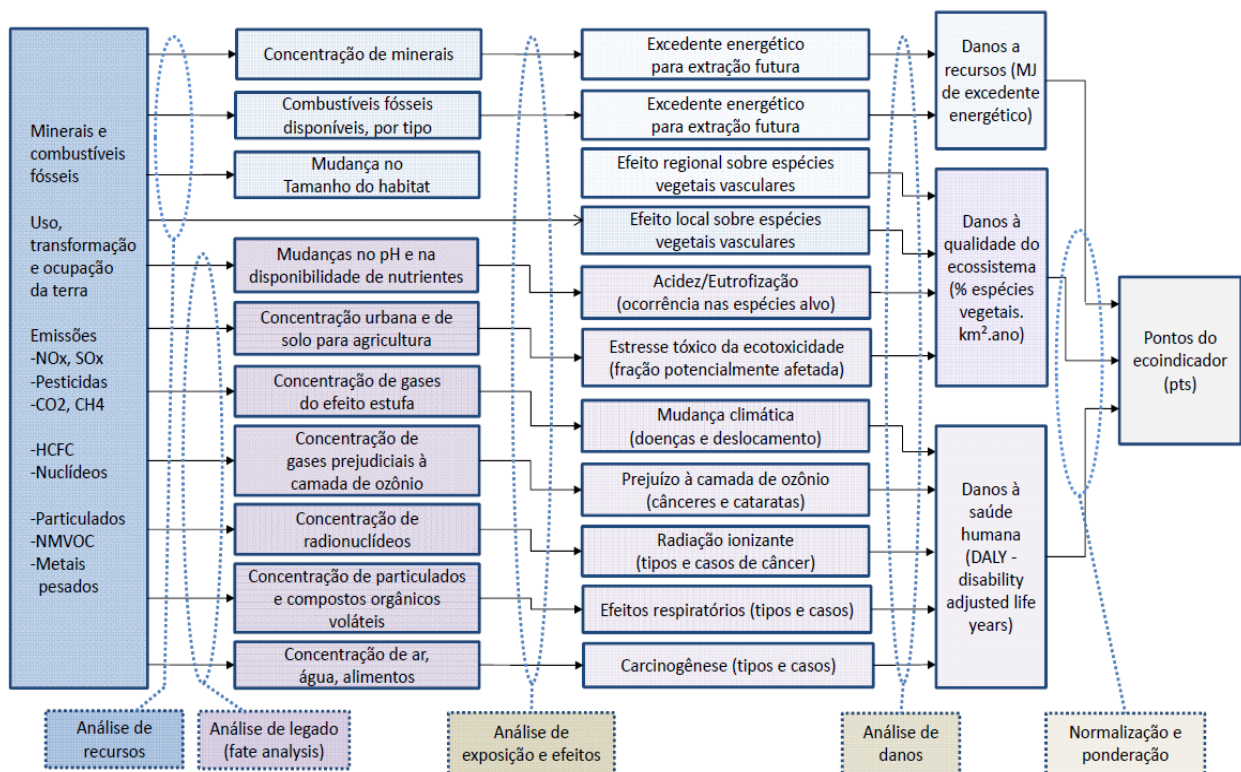 Minerais e
combustíveis
fósseis
Uso,
transformação
e ocupação
da terra
Emissões
-NOx, SOx
-Pesticidas
-CO2, CH4
-HCFC
-Nuclídeos
-Particulados
-NMVOC
-Metais
pesados
Concentração de minerais
Combustíveis fósseis
disponíveis, por tipo
Mudança no
Tamanho do habitat
Mudanças no pH e na
disponibilidade de nutrientes
Concentração urbana e de
solo para agricultura
Concentração de gases
do efeito estufa
Concentração de
gases prejudiciais à
camada de ozônio
Concentração de
radionuclídeos
Concentração de particulados
e compostos orgânicos
voláteis
Concentração de ar,
água, alimentos
Excedente energético
para extração futura
Excedente energético
para extração futura
Efeito regional sobre espécies
vegetais vasculares
Efeito local sobre espécies
vegetais vasculares
Acidez/Eutrofização
(ocorrência nas espécies alvo)
Estresse tóxico da ecotoxicidade
(fração potencialmente afetada)
Mudança climática
(doenças e deslocamento)
Prejuízo à camada de ozônio
(cânceres e cataratas)
Radiação ionizante
(tipos e casos de câncer)
Efeitos respiratórios (tipos e casos)
Carcinogênese (tipos e casos)
Danos a
recursos (MJ
de excedente
energético)
Danos à
qualidade do
ecossistema
(% espécies
vegetais.
km².ano)
Danos à
saúde
humana
(DALY -
disability
adjusted life
years)
Pontos do
ecoindicador
(pts)
Análise de
recursos
Análise de legado
(fate analysis)
Análise de
exposição e efeitos
Análise de
danos
Normalização e
ponderação